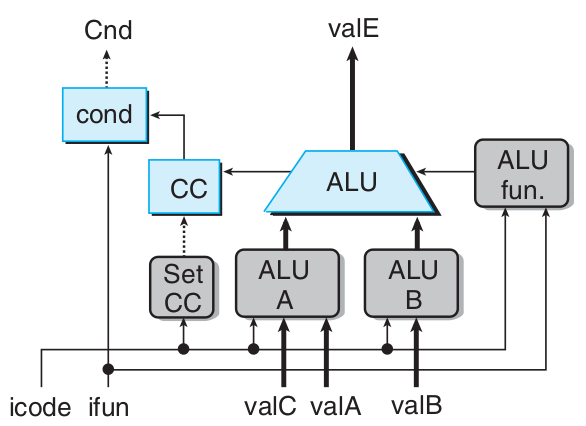 Cnd
valE
cond
CC
ALU
ALU
fun.
Set
CC
ALU
A
ALU
B
icode
ifun
valC
valA
valB